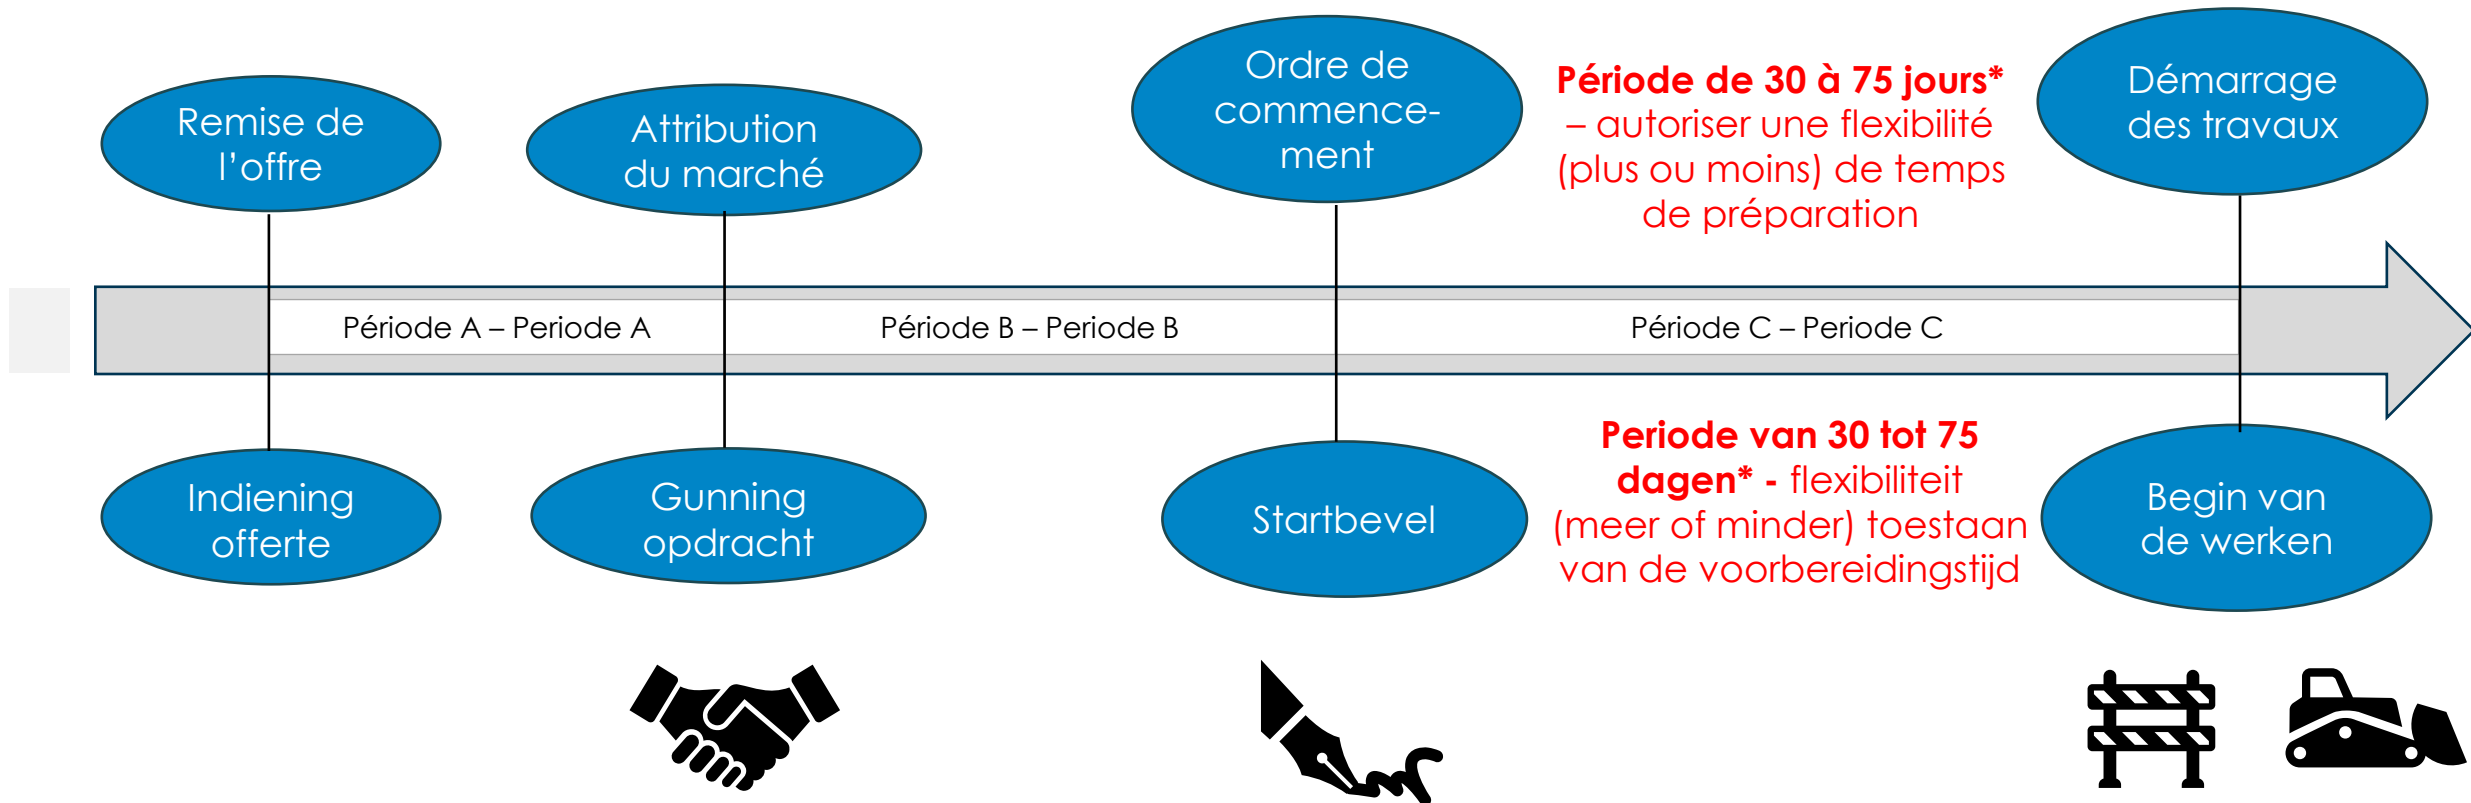 Remise de
l'offre
Attribution
du marché
Ordre de
commence-
ment
Période de 30 à 75 jours*
– autoriser une flexibilité
(plus ou moins) de temps
de préparation
Démarrage
des travaux
Période A – Periode A
Période B – Periode B
Période C – Periode C
Indiening
offerte
Gunning
opdracht
Startbevel
Periode van 30 tot 75
dagen* - flexibiliteit
(meer of minder) toestaan
van de voorbereidingstijd
Begin van
de werken